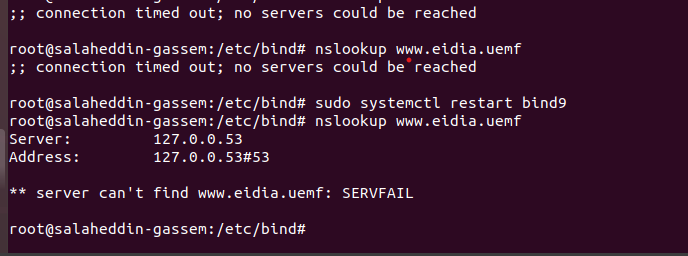 ;; connection timed out; no servers could be reached
root@salaheddin-gassem:/etc/bind# nslookup www.eidia.uemf
;; connection timed out; no servers could be reached
root@salaheddin-gassem:/etc/bind# sudo systemctl restart bind9
root@salaheddin-gassem:/etc/bind# nslookup www.eidia.uemf
Server:         127.0.0.53
Address:        127.0.0.53#53
** server can't find www.eidia.uemf: SERVFAIL
root@salaheddin-gassem:/etc/bind#